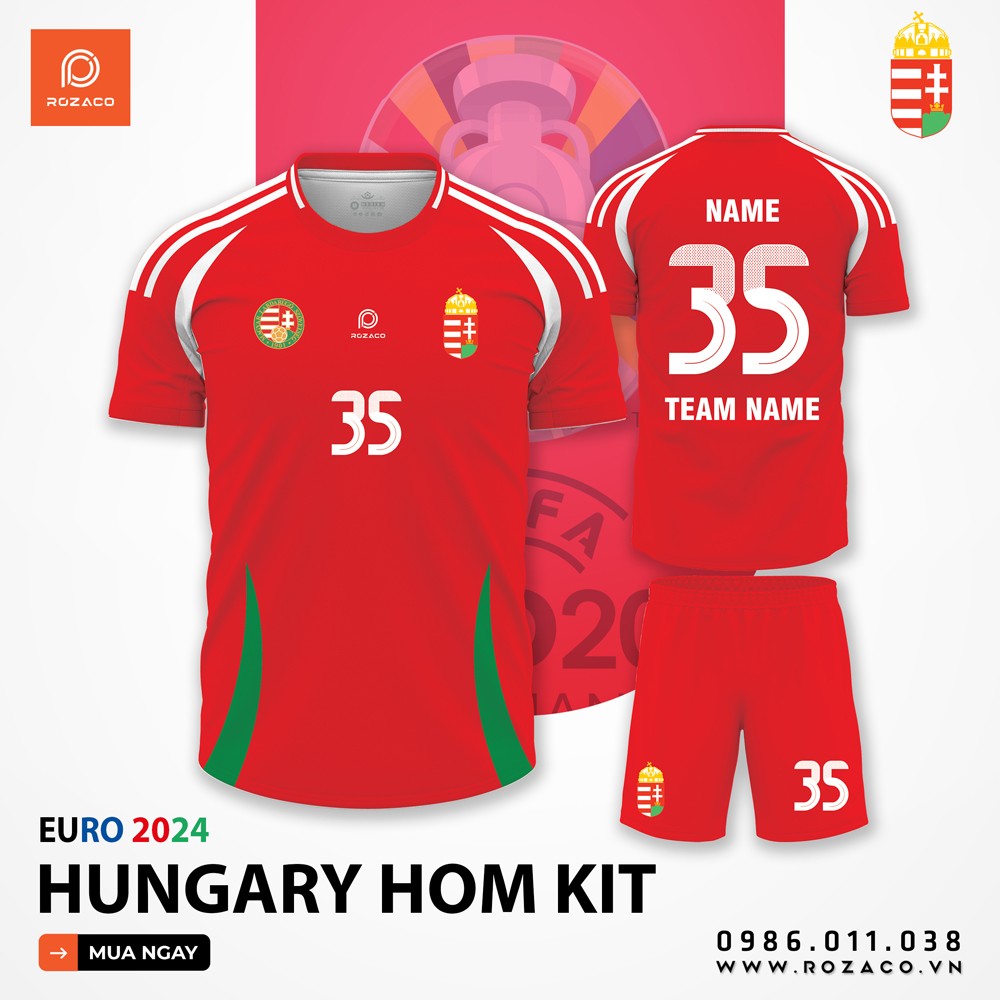 ROZACO
ROZACO
35
NAME
35
TEAM NAME
35
EURO 2024
HUNGARY HOM KIT
→ MUA NGAY
0986.011.038
WWW.ROZACO.VN